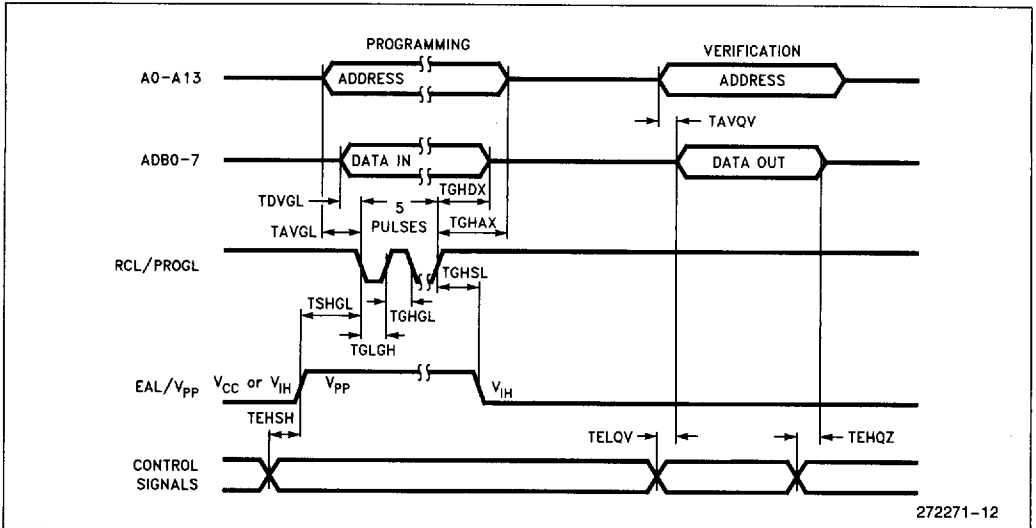 PROGRAMMING
VERIFICATION
A0-A13
ADDRESS
ADDRESS
TAVQV
ADB0-7
DATA IN
DATA OUT
TGHDX
TDVGL
5
PULSES
TAVGL
TGHAX
RCL/PROGL
TGHSL
TSHGL
TGHGL
TGLGH
EAL/VPP
VCC or VIH
VPP
VIH
TEHSH
TELQV
TEHQZ
CONTROL
SIGNALS
272271-12